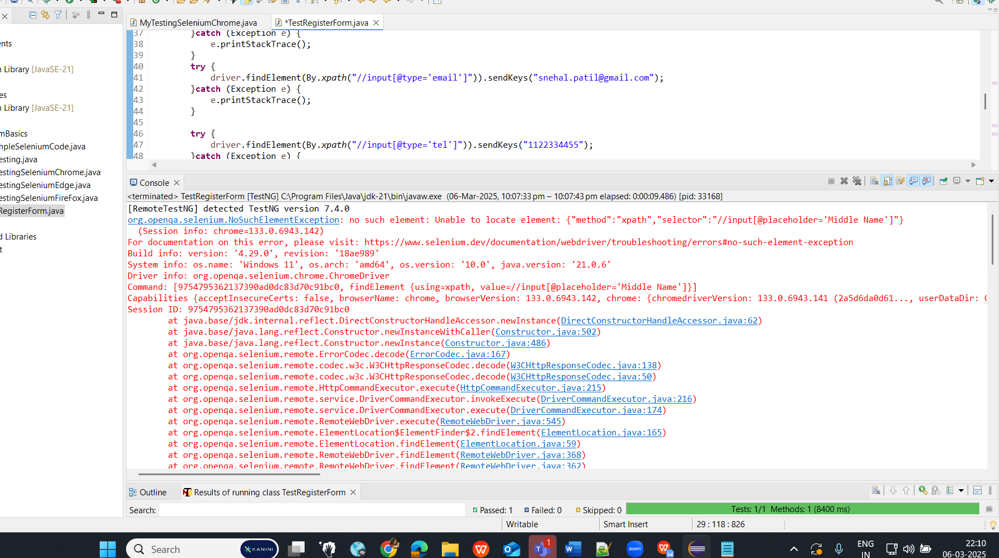 MyTestingSeleniumChrome.java
*TestRegisterForm.java
ents
n Library [JavaSE-21]
es
n Library [JavaSE-21]
mBasics
mpleSeleniumCode.java
esting.java
estingSeleniumChrome.java
estingSeleniumEdge.java
estingSeleniumFireFox.java
RegisterForm.java
d Libraries
t
37 }catch (Exception e) {
38 e.printStackTrace();
39 }
40 try {
41 driver.findElement(By.xpath("//input[@type='email']")).sendKeys("snehal.patil@gmail.com");
42 }catch (Exception e) {
43 e.printStackTrace();
44 }
45
46 try {
47 driver.findElement(By.xpath("//input[@type='tel']")).sendKeys("1122334455");
48 }catch (Exception e) {
Console
<terminated> TestRegisterForm [TestNG] C:\Program Files\Java\jdk-21\bin\javaw.exe (06-Mar-2025, 10:07:33 pm – 10:07:43 pm elapsed: 0:00:09.486) [pid: 33168]
[RemoteTestNG] detected TestNG version 7.4.0
org.openqa.selenium.NoSuchElementException: no such element: Unable to locate element: {"method":"xpath","selector":"//input[@placeholder='Middle Name']"}
(Session info: chrome=133.0.6943.142)
For documentation on this error, please visit: https://www.selenium.dev/documentation/webdriver/troubleshooting/errors#no-such-element-exception
Build info: version: '4.29.0', revision: '18ae989'
System info: os.name: 'Windows 11', os.arch: 'amd64', os.version: '10.0', java.version: '21.0.6'
Driver info: org.openqa.selenium.chrome.ChromeDriver
Command: [9754795362137390ad0dc83d70c91bc0, findElement {using=xpath, value=//input[@placeholder='Middle Name']}]
Capabilities {acceptInsecureCerts: false, browserName: chrome, browserVersion: 133.0.6943.142, chrome: {chromedriverVersion: 133.0.6943.141 (2a5d6da0d61..., userDataDir: C
Session ID: 9754795362137390ad0dc83d70c91bc0
at java.base/jdk.internal.reflect.DirectConstructorHandleAccessor.newInstance(DirectConstructorHandleAccessor.java:62)
at java.base/java.lang.reflect.Constructor.newInstanceWithCaller(Constructor.java:502)
at java.base/java.lang.reflect.Constructor.newInstance(Constructor.java:486)
at org.openqa.selenium.remote.ErrorCodec.decode(ErrorCodec.java:167)
at org.openqa.selenium.remote.codec.w3c.W3CHttpResponseCodec.decode(W3CHttpResponseCodec.java:138)
at org.openqa.selenium.remote.codec.w3c.W3CHttpResponseCodec.decode(W3CHttpResponseCodec.java:50)
at org.openqa.selenium.remote.HttpCommandExecutor.execute(HttpCommandExecutor.java:215)
at org.openqa.selenium.remote.service.DriverCommandExecutor.invokeExecute(DriverCommandExecutor.java:216)
at org.openqa.selenium.remote.service.DriverCommandExecutor.execute(DriverCommandExecutor.java:174)
at org.openqa.selenium.remote.RemoteWebDriver.execute(RemoteWebDriver.java:545)
at org.openqa.selenium.remote.ElementLocation$ElementFinder$2.findElement(ElementLocation.java:165)
at org.openqa.selenium.remote.ElementLocation.findElement(ElementLocation.java:59)
at org.openqa.selenium.remote.RemoteWebDriver.findElement(RemoteWebDriver.java:368)
at org.openqa.selenium.remote.RemoteWebDriver.findElement(RemoteWebDriver.java:362)
Outline
Results of running class TestRegisterForm
Search:
Passed: 1
Failed: 0
Skipped: 0
Tests: 1/1 Methods: 1 (8400 ms)
Writable
Smart Insert
29 : 118 : 826
Search
KANINI
1
zoom
ENG
IN
22:10
06-03-2025